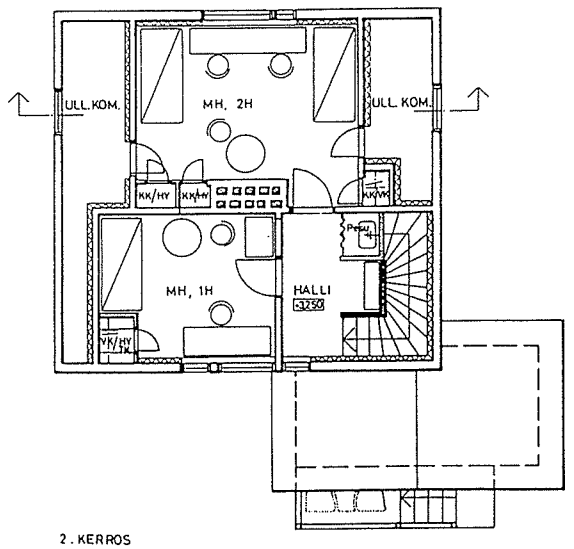 ULL.KOM.
MH, 2H
ULL. KOM.
KK/HY
KK/HY
KK/VK
Pesu
MH, 1H
HALLI
+3250
VK/HY
TK
2. KERROS